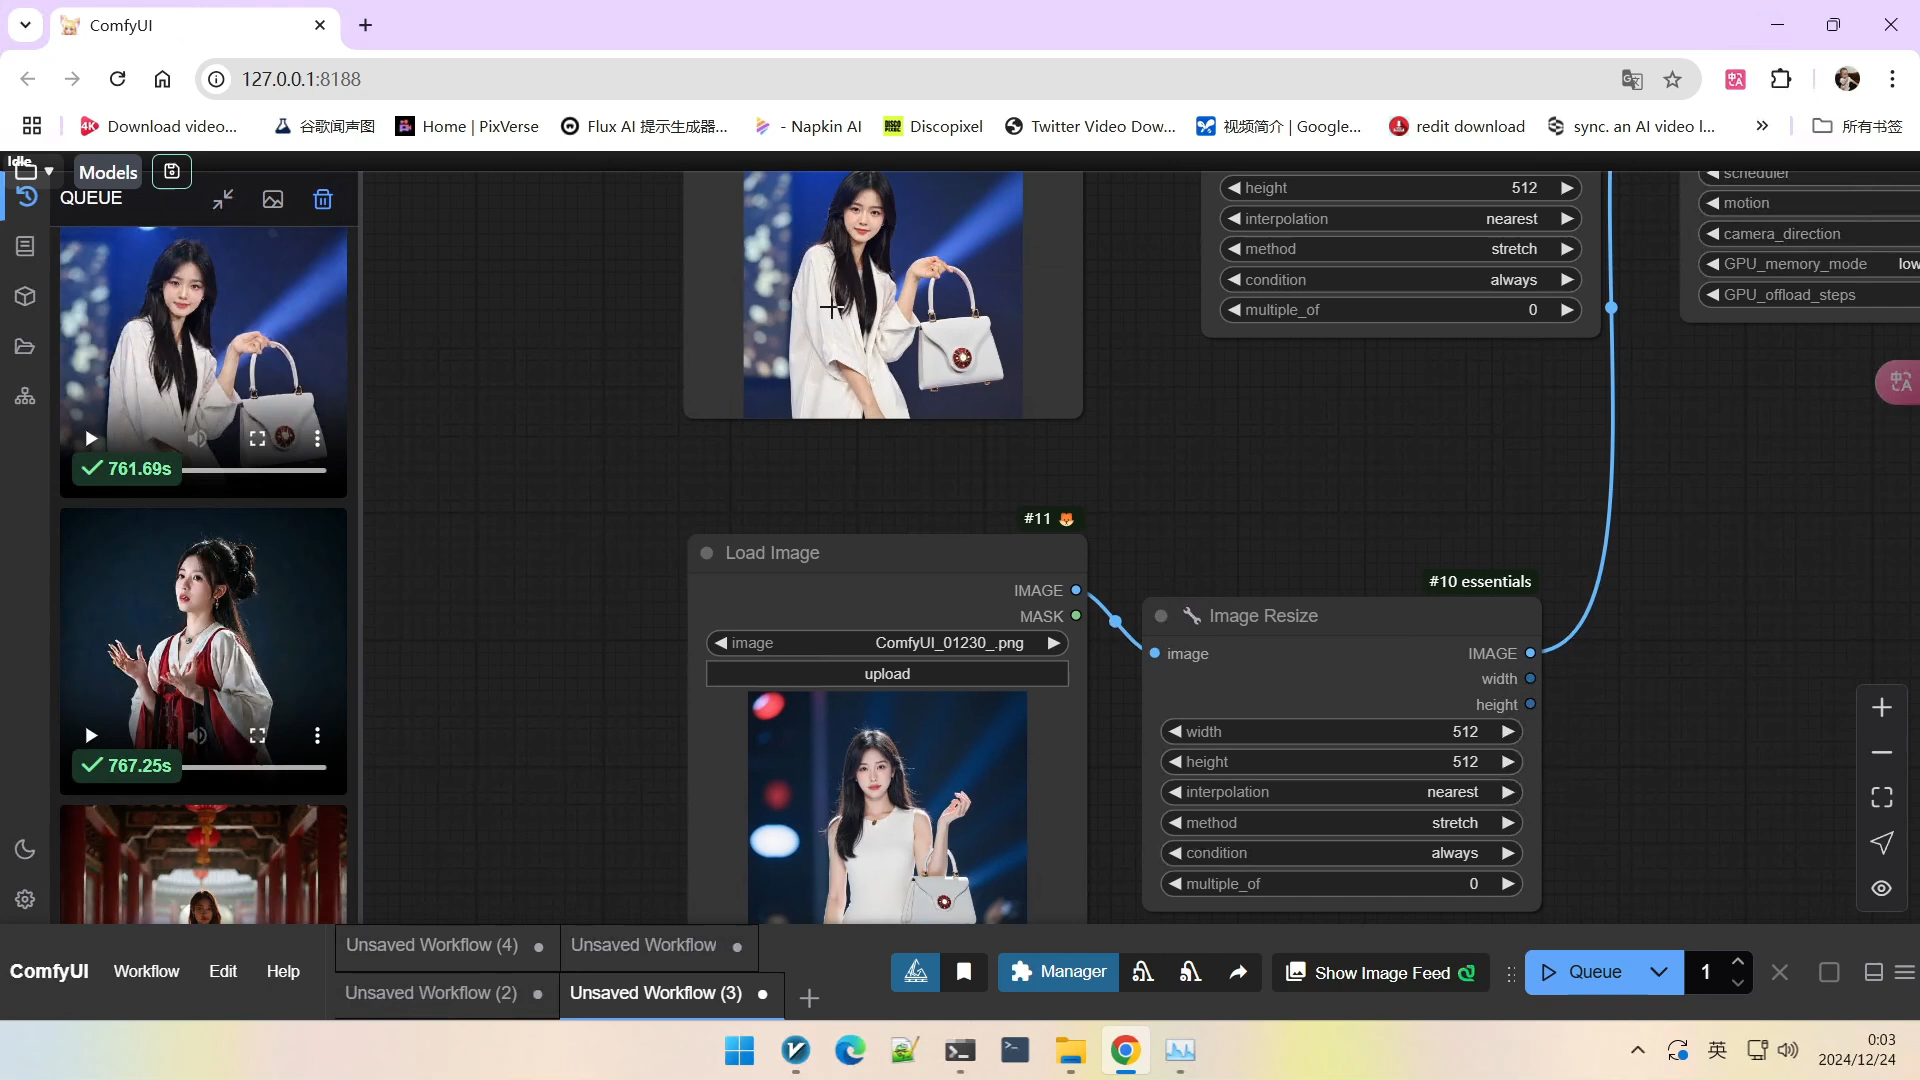 ComfyUI
127.0.0.1:8188
Download video...
谷歌闻声图
Home | PixVerse
Flux AI 提示生成器...
- Napkin AI
Discopixel
Twitter Video Dow...
视频简介 | Google...
redit download
sync. an AI video l...
»
所有书签
Idle
Models
QUEUE
761.69s
767.25s
height 512
interpolation nearest
method stretch
condition always
multiple_of 0
scheduler
motion
camera_direction
GPU_memory_mode low
GPU_offload_steps
#11
Load Image
IMAGE
MASK
image ComfyUI_01230_.png
upload
#10 essentials
Image Resize
image
IMAGE
width
height
width 512
height 512
interpolation nearest
method stretch
condition always
multiple_of 0
Unsaved Workflow (4)
Unsaved Workflow
Unsaved Workflow (2)
Unsaved Workflow (3)
ComfyUI
Workflow
Edit
Help
Manager
Show Image Feed
Queue
1
英
0:03
2024/12/24